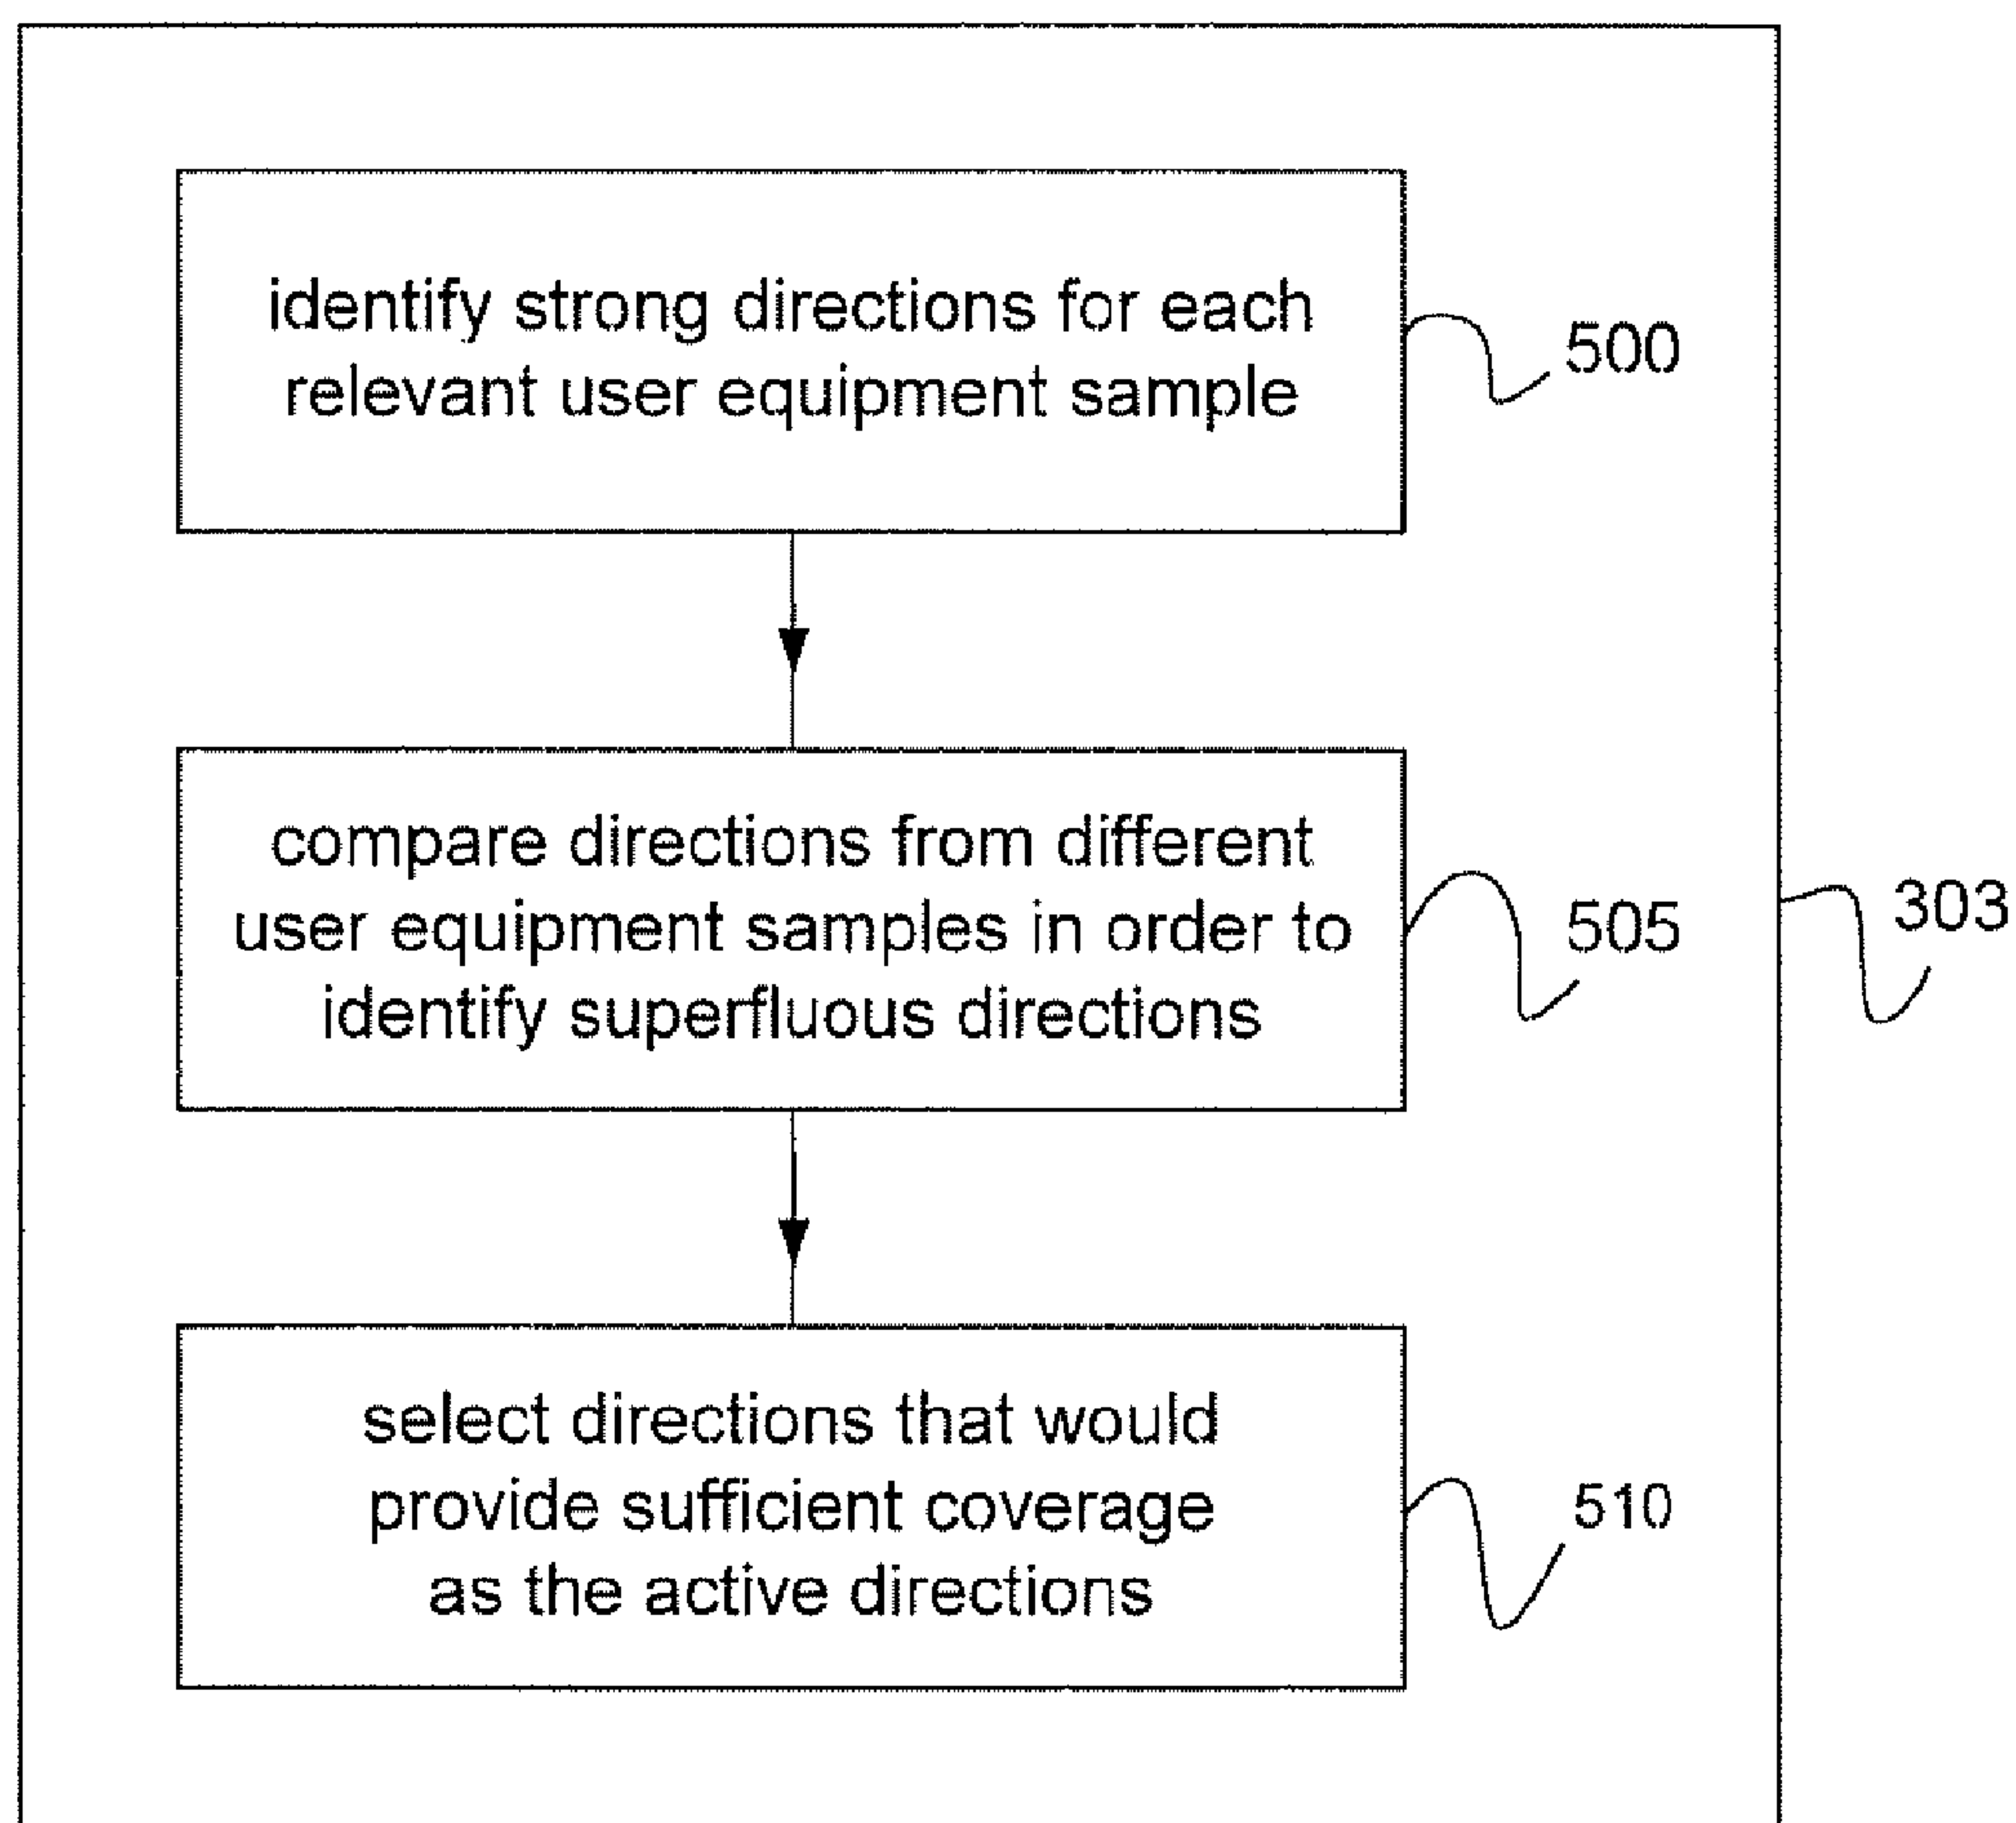 identify strong directions for each
relevant user equipment sample
500
compare directions from different
user equipment samples in order to
identify superfluous directions
505
303
select directions that would
provide sufficient coverage
as the active directions
510